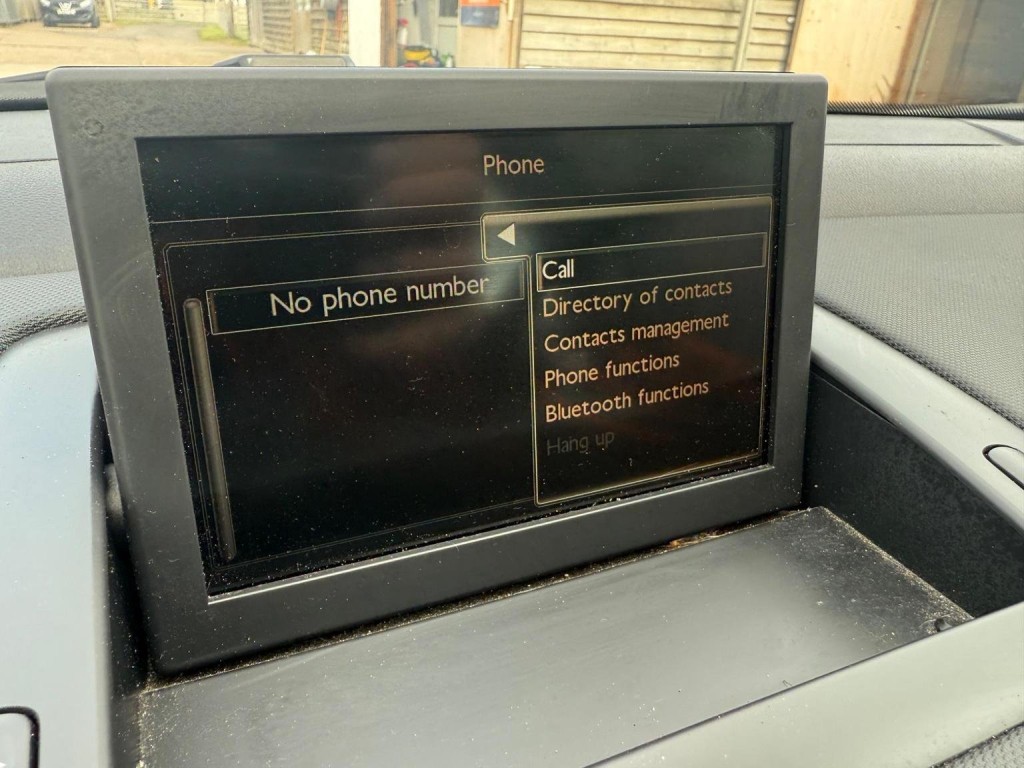 Phone
No phone number
Call
Directory of contacts
Contacts management
Phone functions
Bluetooth functions
Hang up